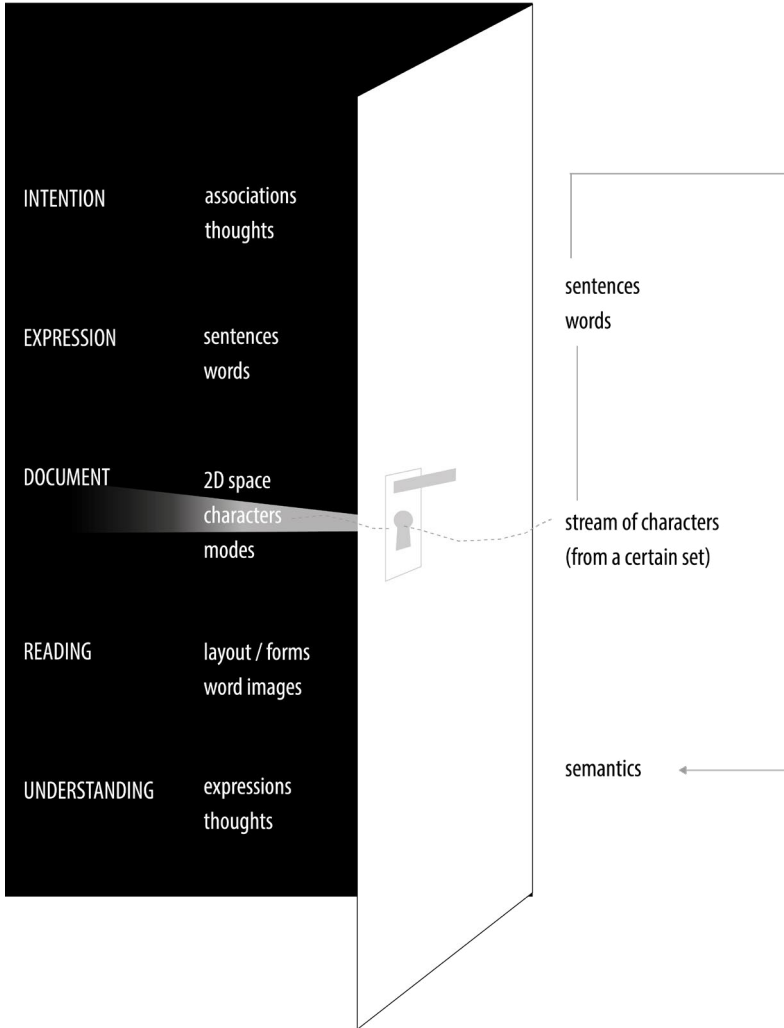 INTENTION
associations
thoughts
EXPRESSION
sentences
words
DOCUMENT
2D space
characters
modes
READING
layout / forms
word images
UNDERSTANDING
expressions
thoughts
sentences
words
stream of characters
(from a certain set)
semantics